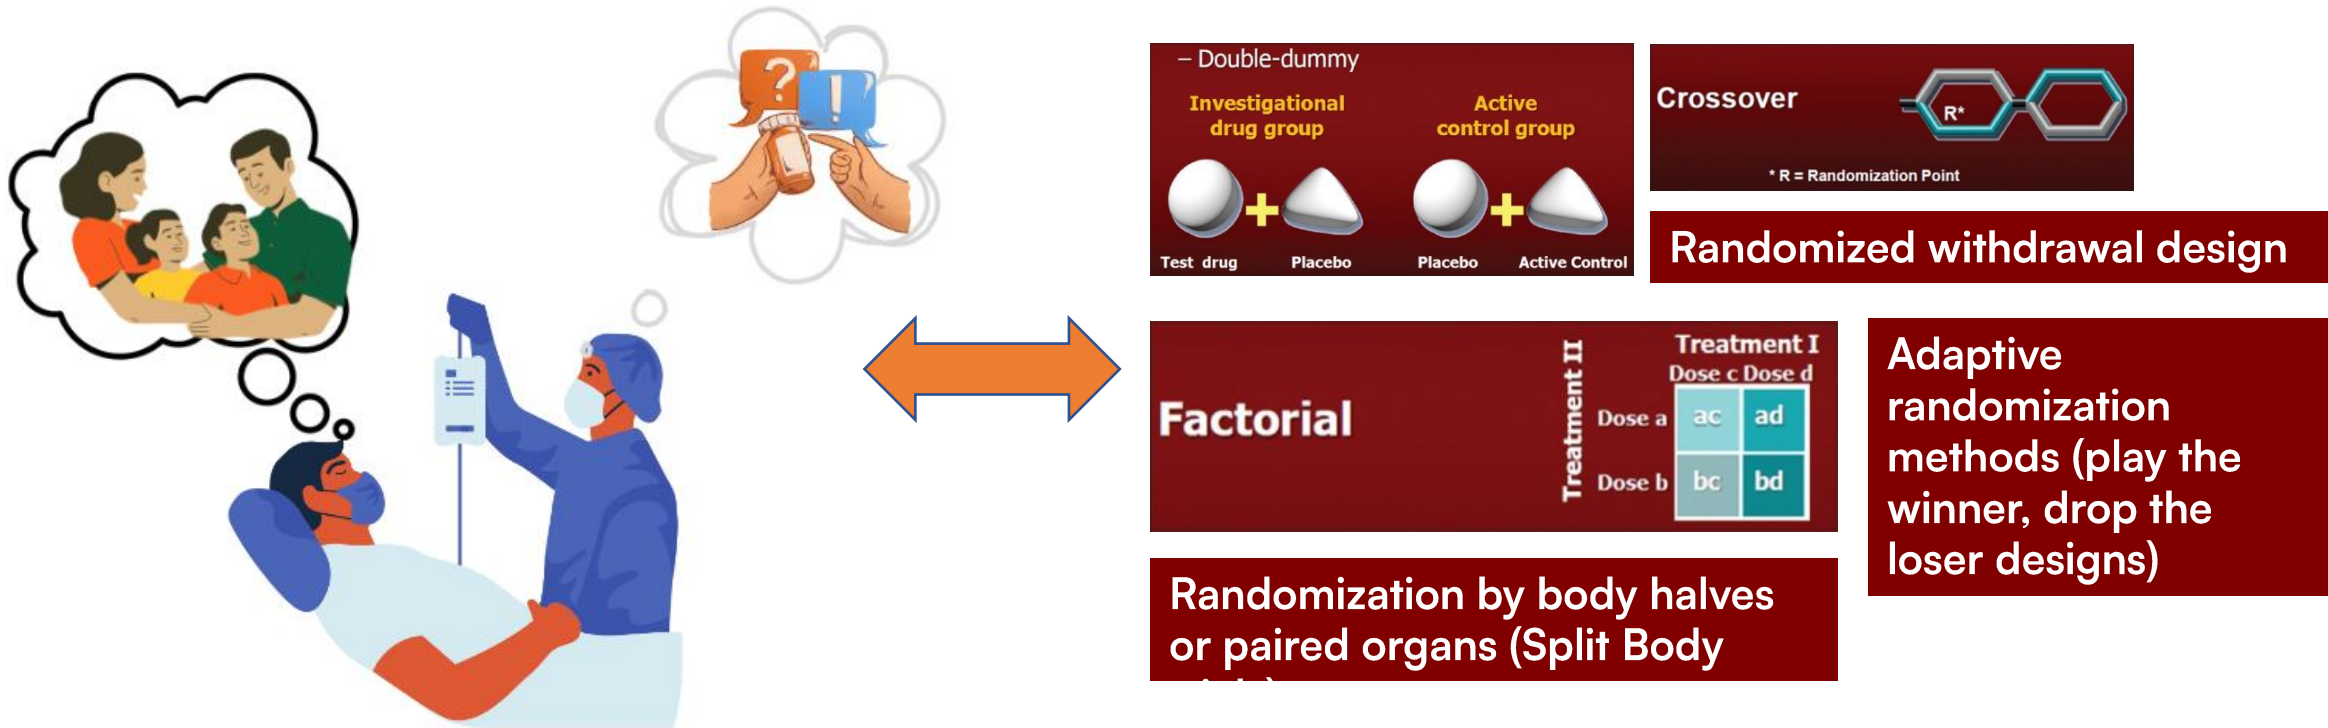 – Double-dummy
Investigational Active
drug group control group
Test drug Placebo Placebo Active Control
Crossover
R*
* R = Randomization Point
Randomized withdrawal design
Factorial
Treatment II
Treatment I
Dose c Dose d
Dose a ac ad
Dose b bc bd
Adaptive
randomization
methods (play the
winner, drop the
loser designs)
Randomization by body halves
or paired organs (Split Body